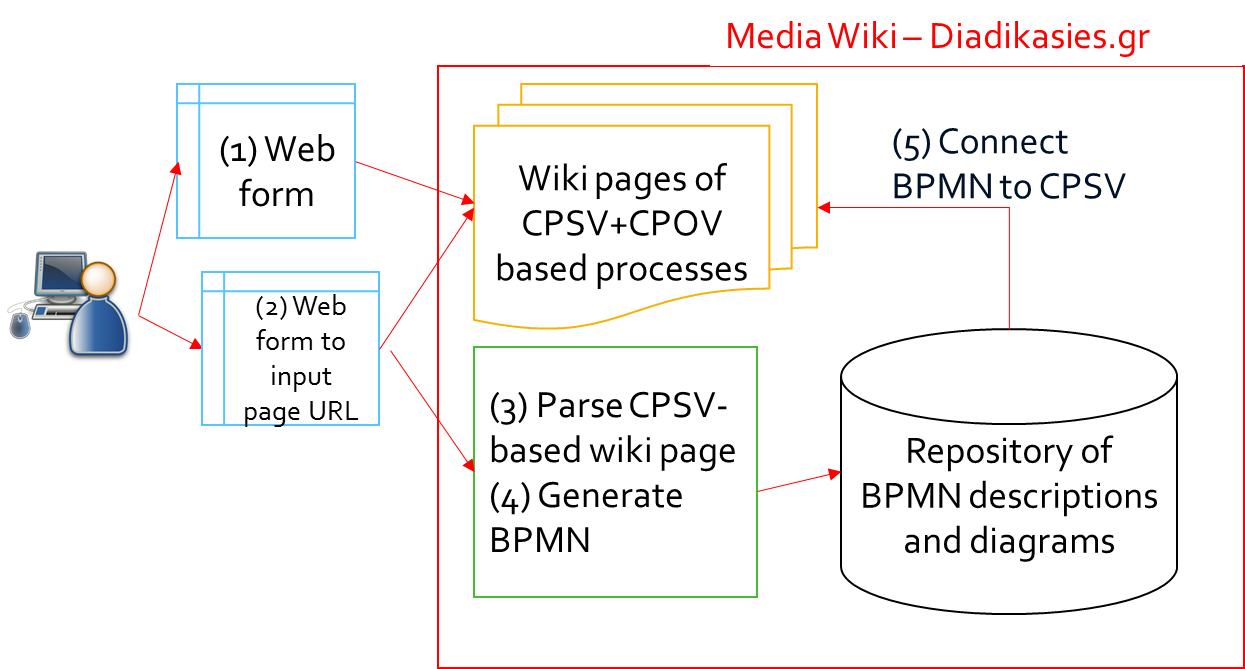 Media Wiki – Diadikasies.gr
(1) Web
form
(2) Web
form to
input
page URL
Wiki pages of
CPSV+CPOV
based processes
(5) Connect
BPMN to CPSV
(3) Parse CPSV-
based wiki page
(4) Generate
BPMN
Repository of
BPMN descriptions
and diagrams